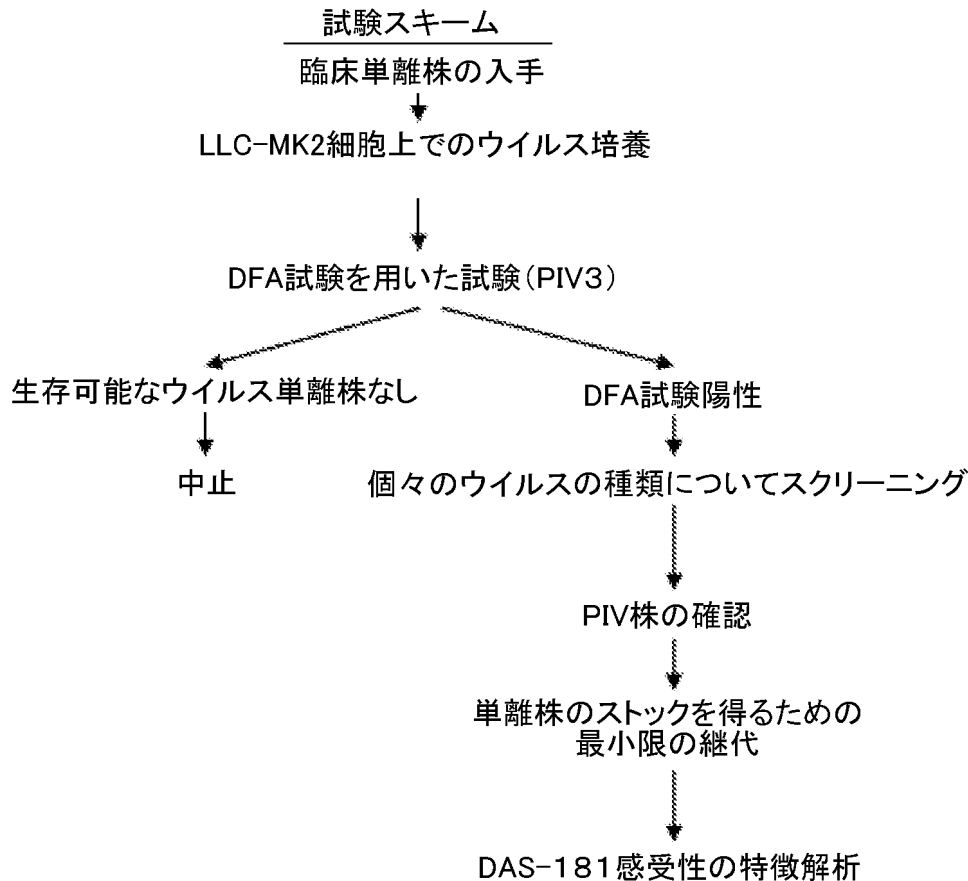 試験スキーム
臨床単離株の入手
LLC-MK2細胞上でのウイルス培養
DFA試験を用いた試験(PIV3)
生存可能なウイルス単離株なし
DFA試験陽性
中止
個々のウイルスの種類についてスクリーニング
PIV株の確認
単離株のストックを得るための
最小限の継代
DAS-181感受性の特徴解析